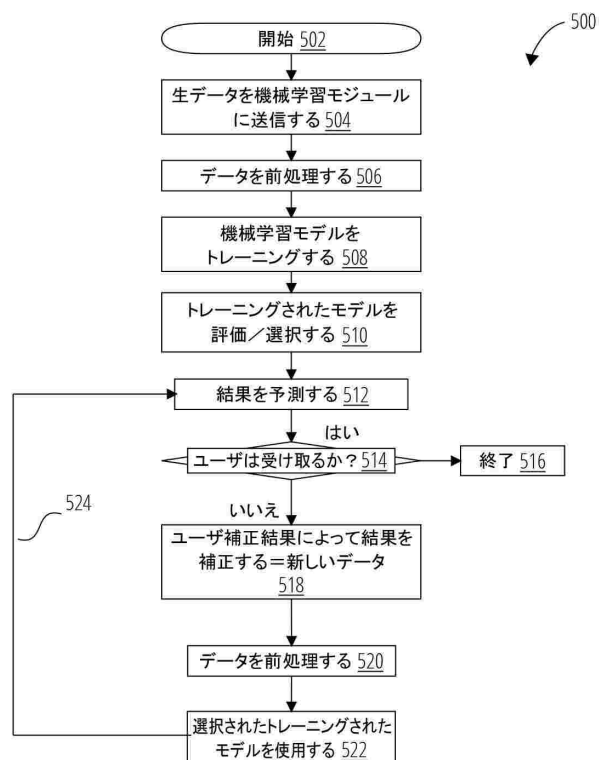 500
開始 502
生データを機械学習モジュール
に送信する 504
データを前処理する 506
機械学習モデルを
トレーニングする 508
トレーニングされたモデルを
評価／選択する 510
結果を予測する 512
はい
ユーザは受け取るか？514
終了 516
いいえ
524
ユーザ補正結果によって結果を
補正する＝新しいデータ
518
データを前処理する 520
選択されたトレーニングされた
モデルを使用する 522